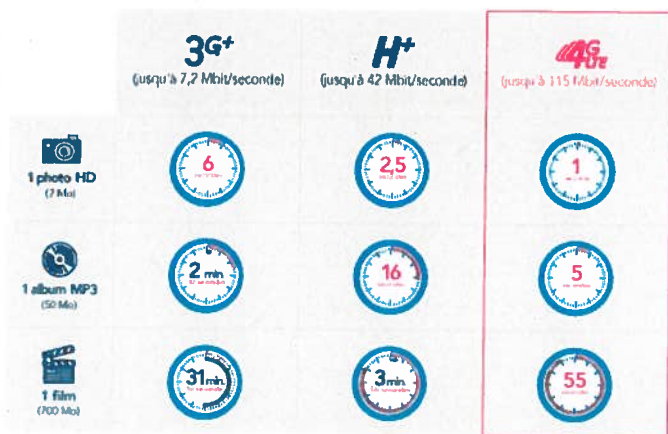 3G+
(jusqu'à 7,2 Mbit/seconde)
H+
(jusqu'à 42 Mbit/seconde)
4G
LTE
(jusqu'à 115 Mbit/seconde)
1 photo HD
6
2,5
1
1 album MP3
(50 Mo)
2 min
16
5
1 film
(700 Mo)
31 min
3 min
55